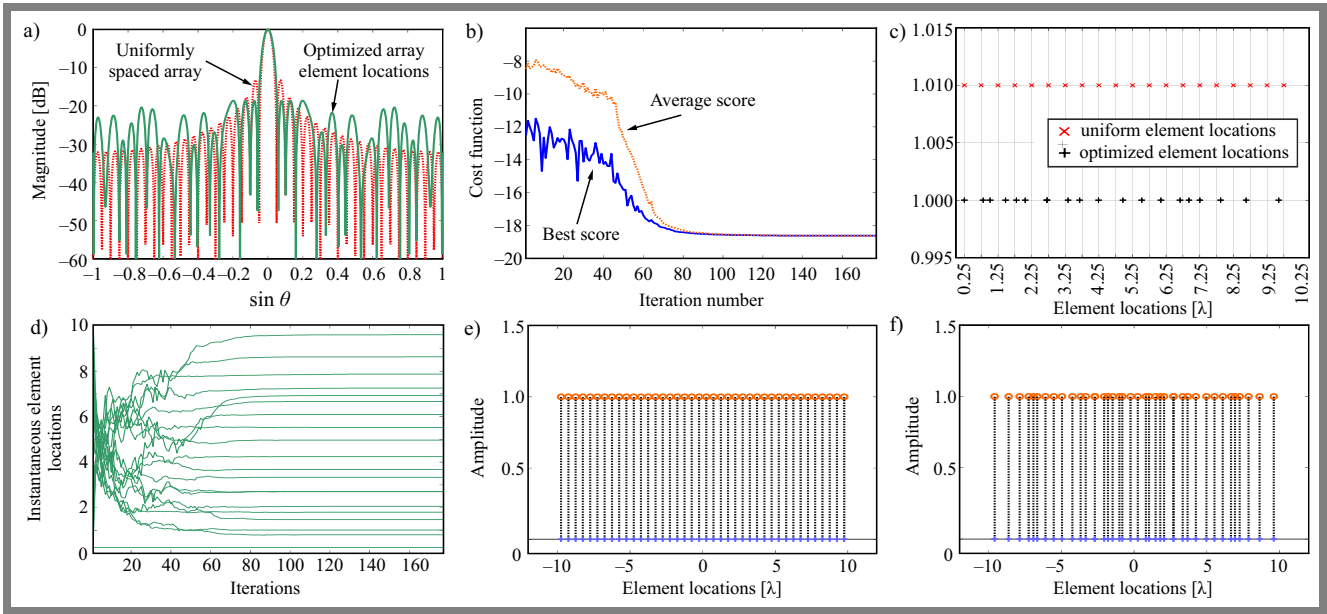 a)
Magnitude [dB]
0
−10
−20
−30
−40
−50
−60
Uniformly
spaced array
Optimized array
element locations
−1 −0.8 −0.6 −0.4 −0.2 0 0.2 0.4 0.6 0.8 1
sin θ
b)
Cost function
−8
−10
−12
−14
−16
−18
−20
Average score
Best score
20 40 60 80 100 120 140 160
Iteration number
c)
1.015
1.010
1.005
1.000
0.995
uniform element locations
optimized element locations
0.25 1.25 2.25 3.25 4.25 5.25 6.25 7.25 8.25 9.25 10.25
Element locations [λ]
d)
Instantaneous element
locations
10
8
6
4
2
0
20 40 60 80 100 120 140 160
Iterations
e)
Amplitude
1.5
1.0
0.5
0
−10 −5 0 5 10
Element locations [λ]
f)
Amplitude
1.5
1.0
0.5
0
−10 −5 0 5 10
Element locations [λ]